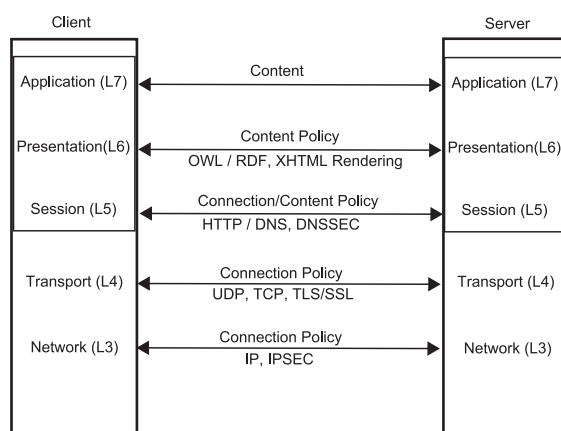 Client
Server
Application (L7)
Content
Application (L7)
Presentation(L6)
Content Policy
OWL / RDF, XHTML Rendering
Presentation(L6)
Session (L5)
Connection/Content Policy
HTTP / DNS, DNSSEC
Session (L5)
Transport (L4)
Connection Policy
UDP, TCP, TLS/SSL
Transport (L4)
Network (L3)
Connection Policy
IP, IPSEC
Network (L3)